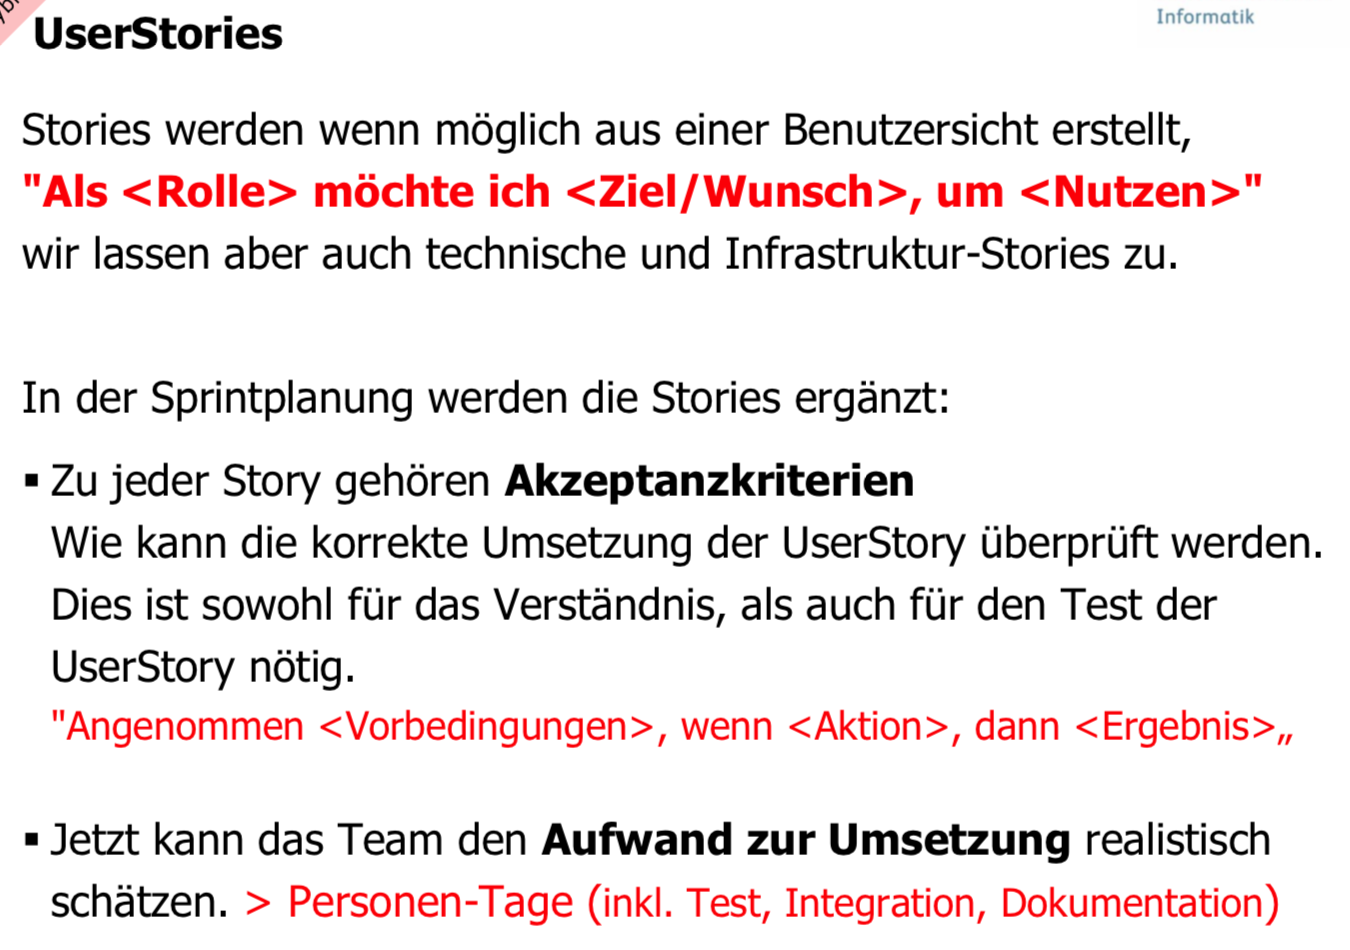 UserStories
Informatik
Stories werden wenn möglich aus einer Benutzersicht erstellt,
"Als <Rolle> möchte ich <Ziel/Wunsch>, um <Nutzen>"
wir lassen aber auch technische und Infrastruktur-Stories zu.
In der Sprintplanung werden die Stories ergänzt:
▪ Zu jeder Story gehören Akzeptanzkriterien
Wie kann die korrekte Umsetzung der UserStory überprüft werden.
Dies ist sowohl für das Verständnis, als auch für den Test der
UserStory nötig.
"Angenommen <Vorbedingungen>, wenn <Aktion>, dann <Ergebnis>„
▪ Jetzt kann das Team den Aufwand zur Umsetzung realistisch
schätzen. > Personen-Tage (inkl. Test, Integration, Dokumentation)